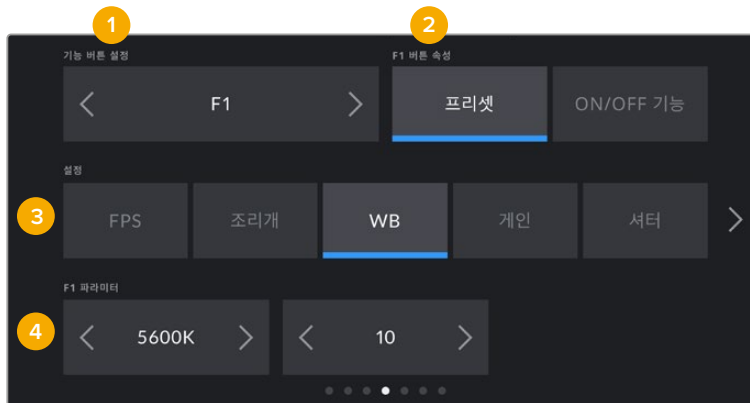 1 2
기능 버튼 설정 F1 버튼 속성
F1 프리셋 ON/OFF 기능
설정
3 FPS 조리개 WB 게인 셔터
F1 파라미터
4 5600K 10